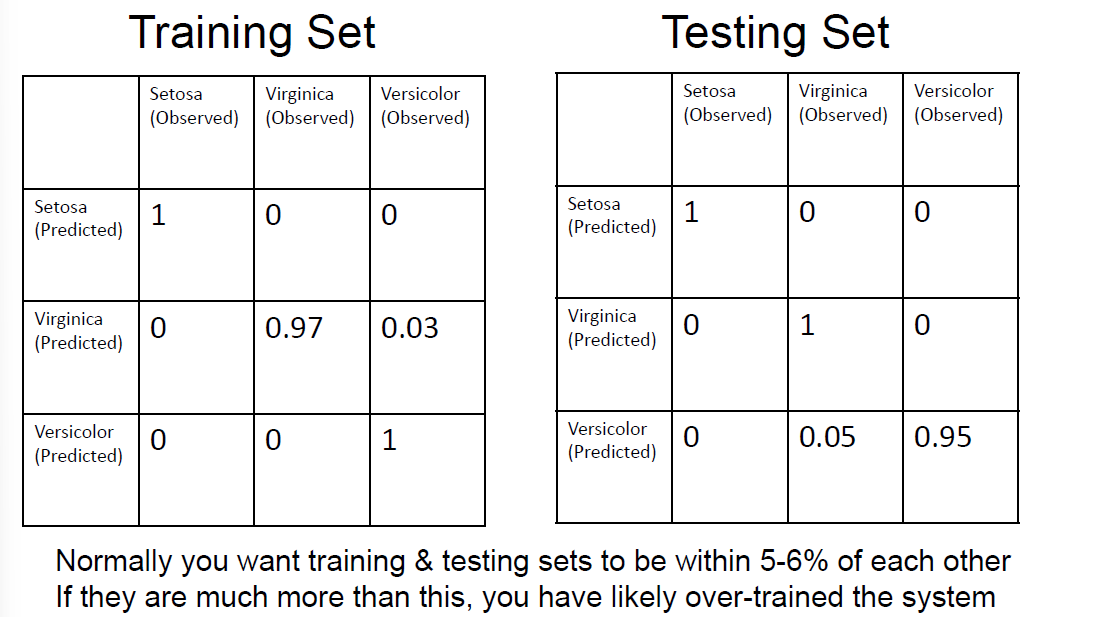 Training Set
Setosa (Observed) Virginica (Observed) Versicolor (Observed)
Setosa (Predicted) 1 0 0
Virginica (Predicted) 0 0.97 0.03
Versicolor (Predicted) 0 0 1
Testing Set
Setosa (Observed) Virginica (Observed) Versicolor (Observed)
Setosa (Predicted) 1 0 0
Virginica (Predicted) 0 1 0
Versicolor (Predicted) 0 0.05 0.95
Normally you want training & testing sets to be within 5-6% of each other
If they are much more than this, you have likely over-trained the system